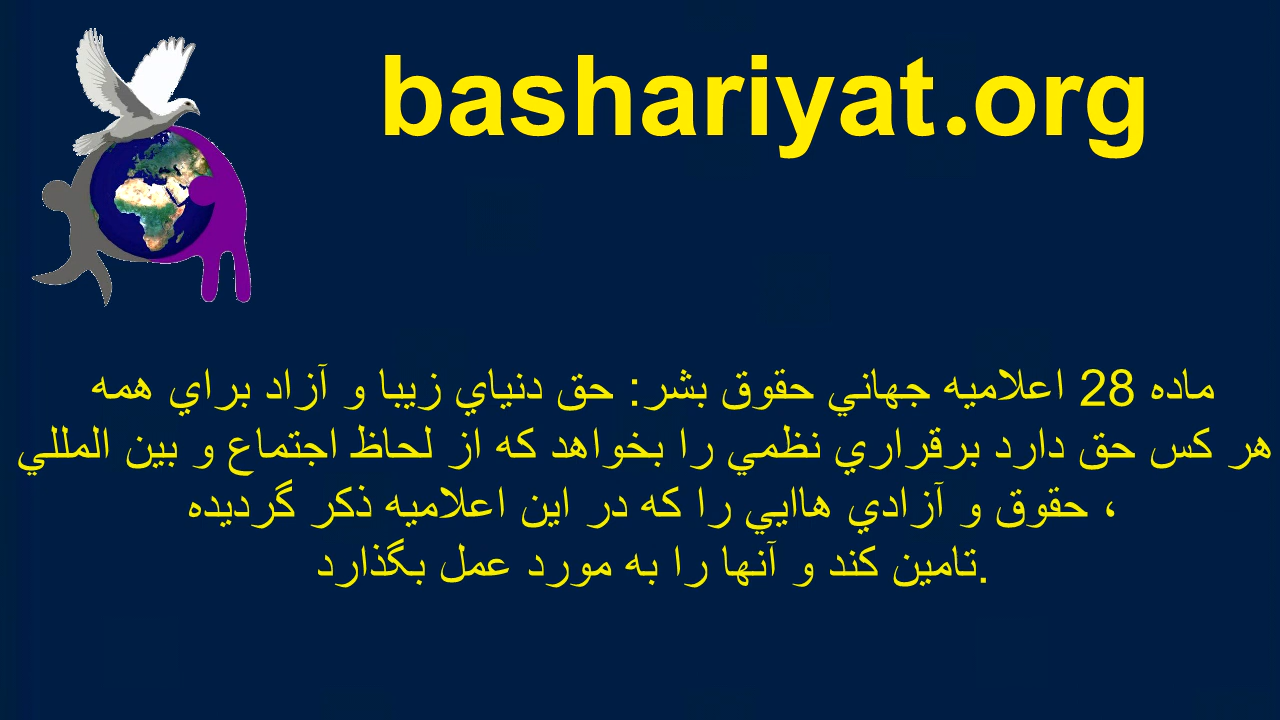 bashariyat.org
ماده 28 اعلاميه جهاني حقوق بشر: حق دنياي زيبا و آزاد براي همه
هر كس حق دارد برقراري نظمي را بخواهد كه از لحاظ اجتماع و بين المللي
، حقوق و آزادي هاايي را كه در اين اعلاميه ذكر گرديده
.تامين كند و آنها را به مورد عمل بگذارد